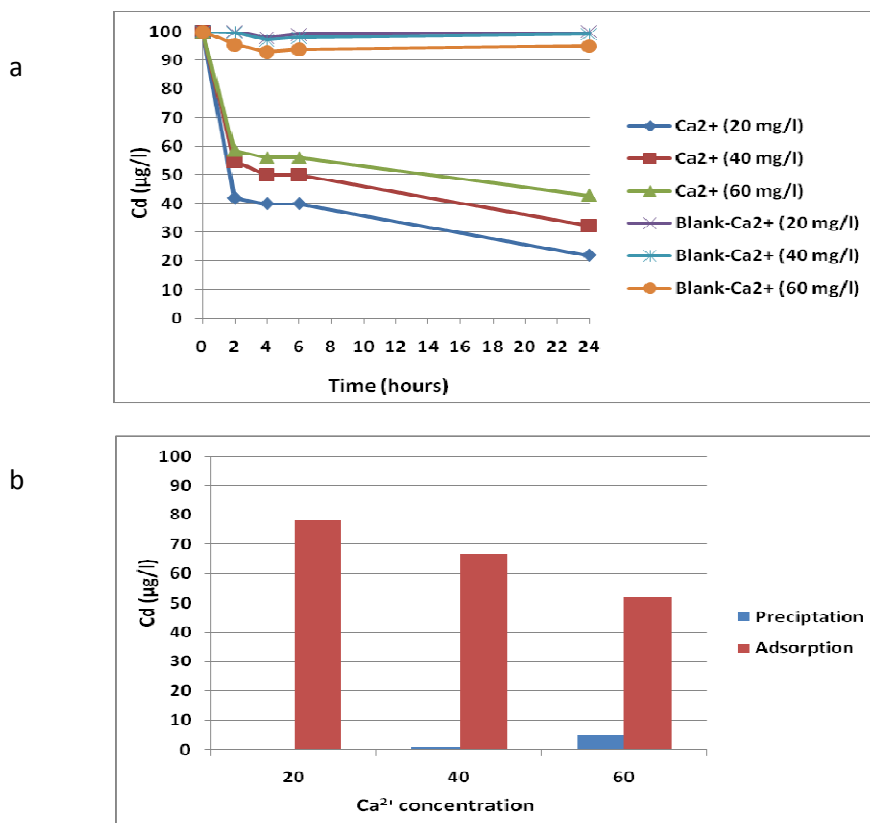 a
100
90
80
70
60
50
40
30
20
10
0
Cd (µg/l)
0 2 4 6 8 10 12 14 16 18 20 22 24
Time (hours)
Ca2+ (20 mg/l)
Ca2+ (40 mg/l)
Ca2+ (60 mg/l)
Blank-Ca2+ (20 mg/l)
Blank-Ca2+ (40 mg/l)
Blank-Ca2+ (60 mg/l)
b
100
90
80
70
60
50
40
30
20
10
0
Cd (µg/l)
20 40 60
Ca²⁺ concentration
Preciptation
Adsorption